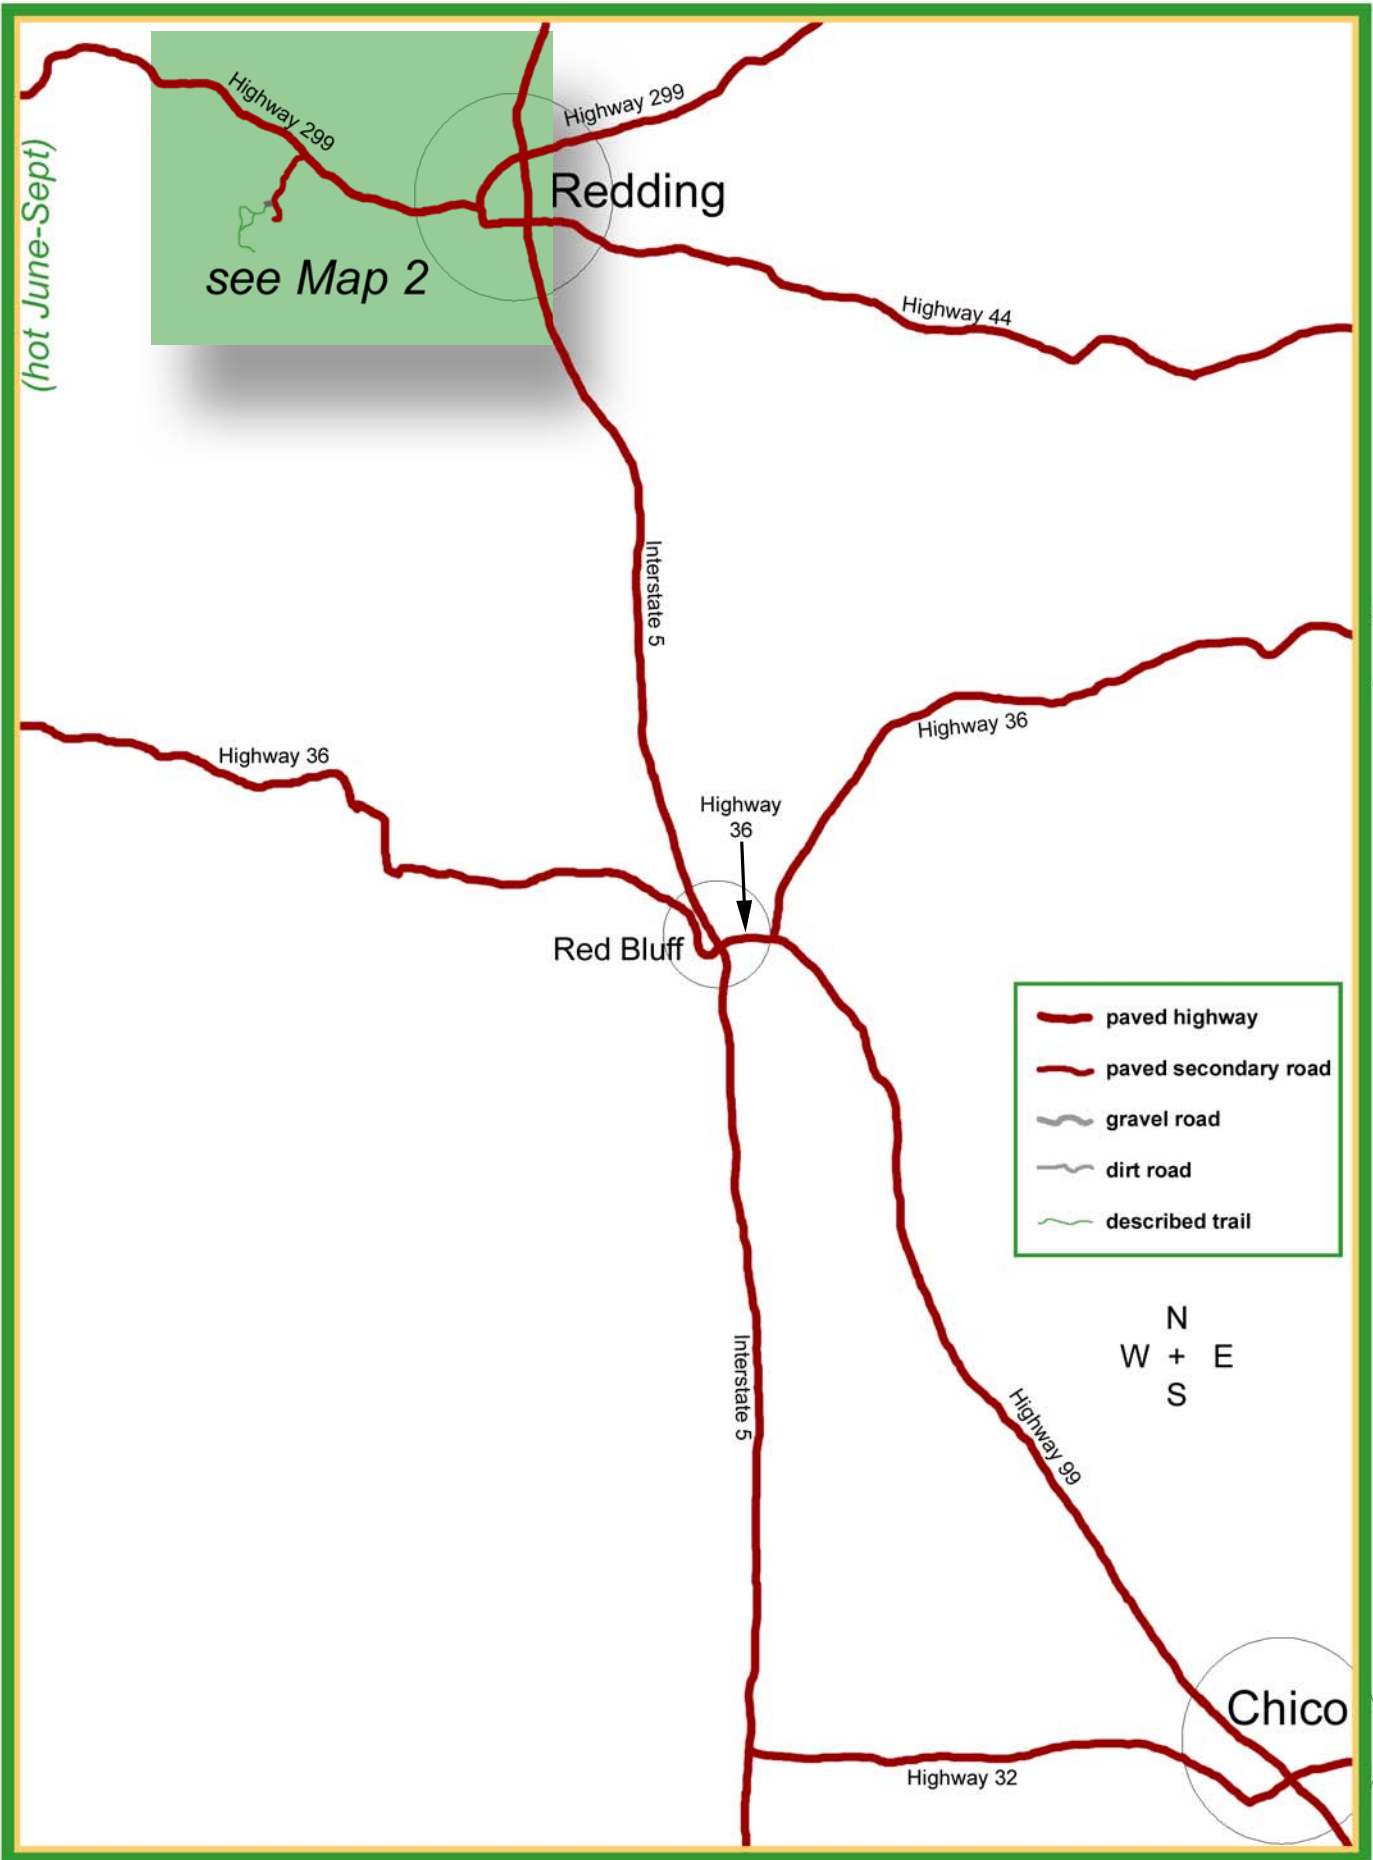 Highway 299
Highway 299
(hot June-Sept)
Redding
see Map 2
Highway 44
Interstate 5
Highway 36
Highway 36
Highway
36
Red Bluff
paved highway
paved secondary road
gravel road
dirt road
described trail
N
W + E
S
Interstate 5
Highway 99
Chico
Highway 32